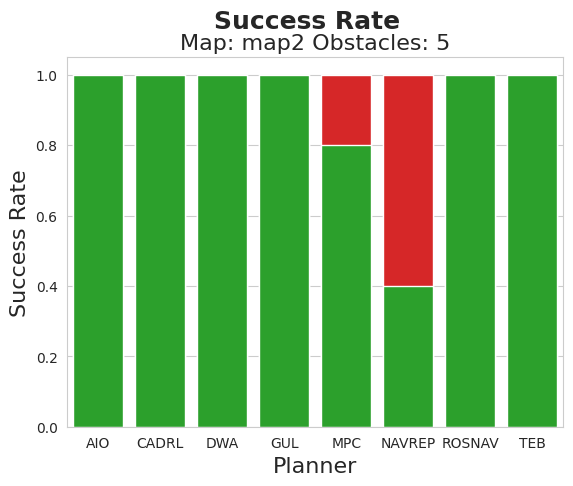 Success Rate
Map: map2 Obstacles: 5
Success Rate
1.0
0.8
0.6
0.4
0.2
0.0
AIO CADRL DWA GUL MPC NAVREP ROSNAV TEB
Planner